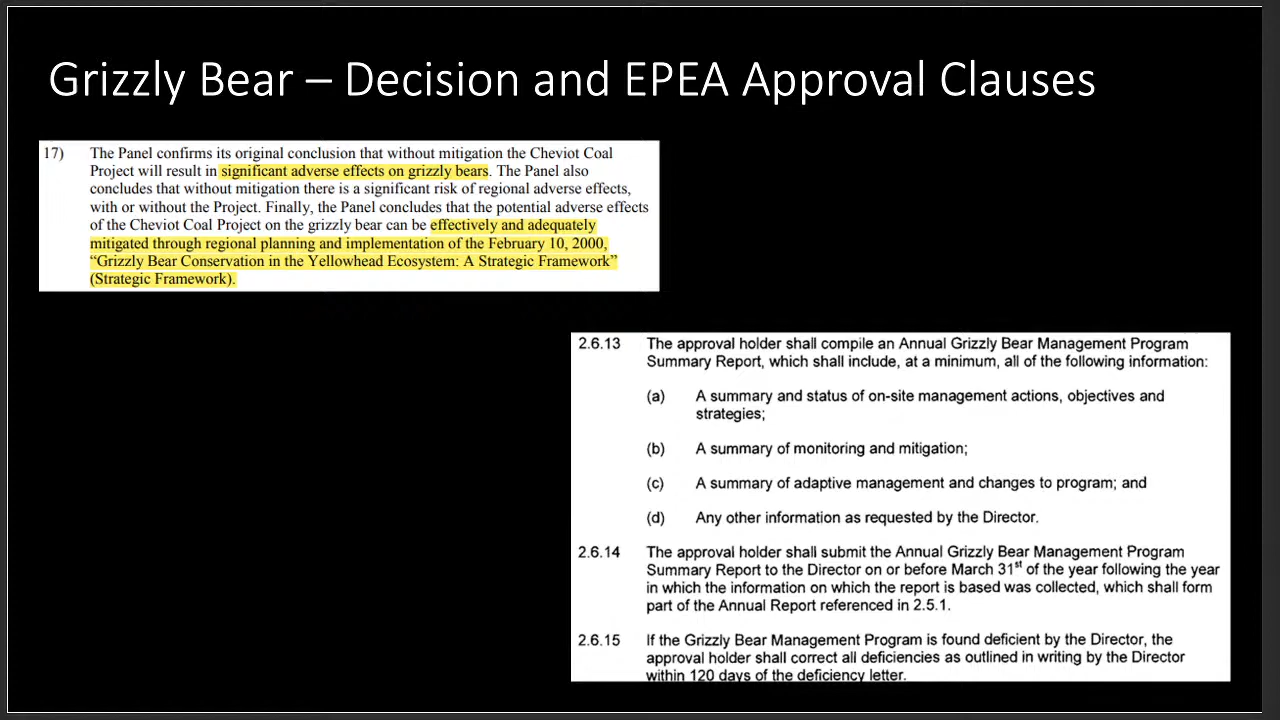 Grizzly Bear – Decision and EPEA Approval Clauses
17) The Panel confirms its original conclusion that without mitigation the Cheviot Coal
Project will result in significant adverse effects on grizzly bears. The Panel also
concludes that without mitigation there is a significant risk of regional adverse effects,
with or without the Project. Finally, the Panel concludes that the potential adverse effects
of the Cheviot Coal Project on the grizzly bear can be effectively and adequately
mitigated through regional planning and implementation of the February 10, 2000,
“Grizzly Bear Conservation in the Yellowhead Ecosystem: A Strategic Framework”
(Strategic Framework).
2.6.13 The approval holder shall compile an Annual Grizzly Bear Management Program
Summary Report, which shall include, at a minimum, all of the following information:
(a) A summary and status of on-site management actions, objectives and
strategies;
(b) A summary of monitoring and mitigation;
(c) A summary of adaptive management and changes to program; and
(d) Any other information as requested by the Director.
2.6.14 The approval holder shall submit the Annual Grizzly Bear Management Program
Summary Report to the Director on or before March 31st of the year following the year
in which the information on which the report is based was collected, which shall form
part of the Annual Report referenced in 2.5.1.
2.6.15 If the Grizzly Bear Management Program is found deficient by the Director, the
approval holder shall correct all deficiencies as outlined in writing by the Director
within 120 days of the deficiency letter.